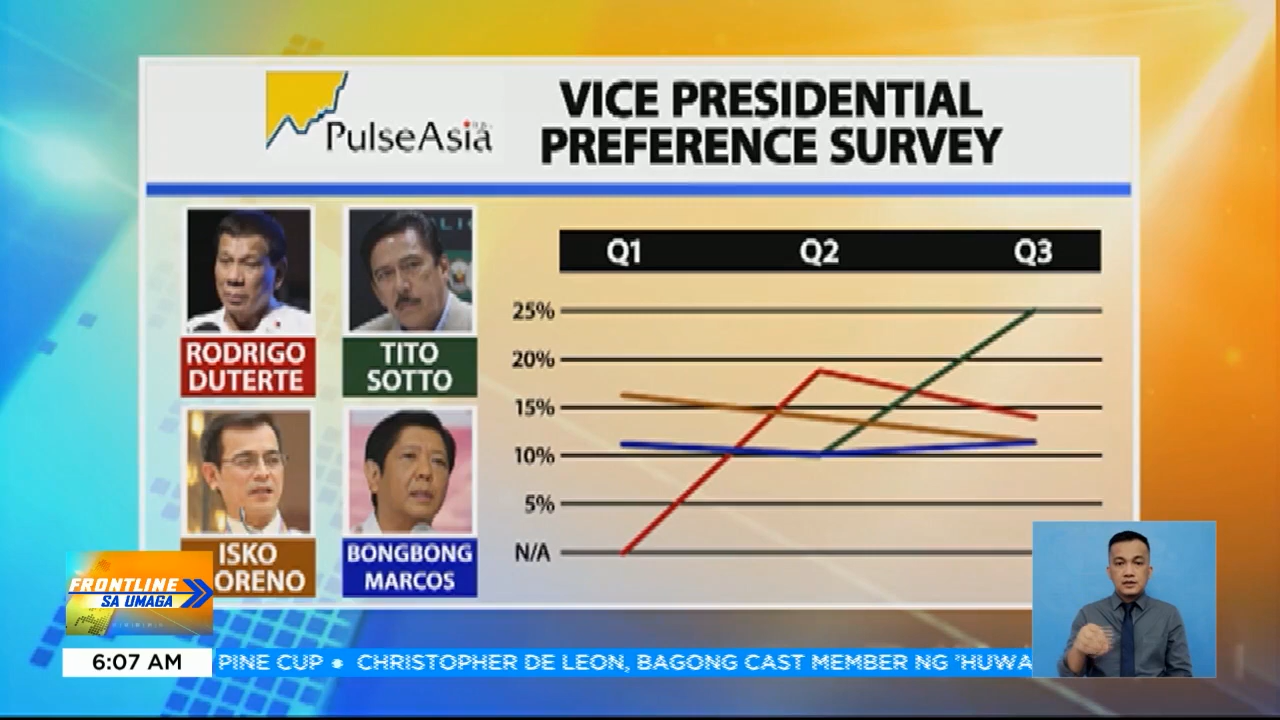 PulseAsia
VICE PRESIDENTIAL
PREFERENCE SURVEY
RODRIGO
DUTERTE
TITO
SOTTO
ISKO
ORENO
BONGBONG
MARCOS
Q1 Q2 Q3
25%
20%
15%
10%
5%
N/A
FRONTLINE
SA UMAGA
6:07 AM
PINE CUP • CHRISTOPHER DE LEON, BAGONG CAST MEMBER NG 'HUWA